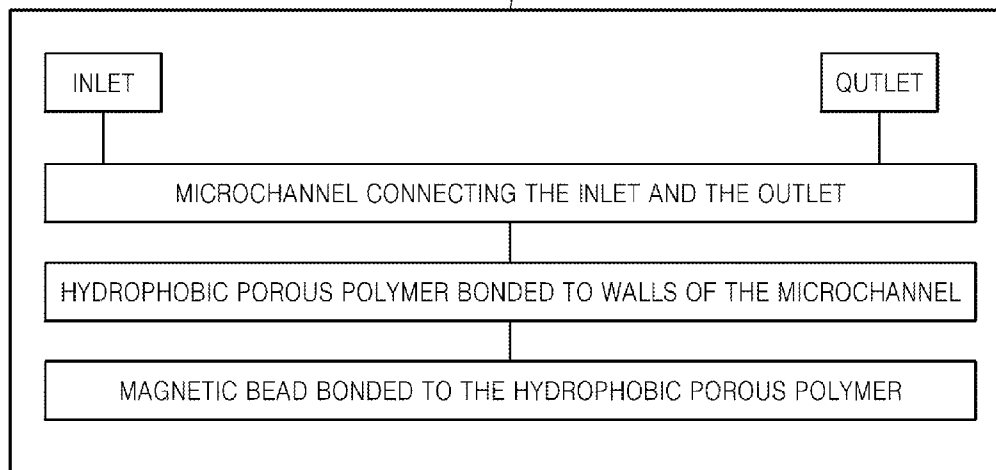 INLET
QUTLET
MICROCHANNEL CONNECTING THE INLET AND THE OUTLET
HYDROPHOBIC POROUS POLYMER BONDED TO WALLS OF THE MICROCHANNEL
MAGNETIC BEAD BONDED TO THE HYDROPHOBIC POROUS POLYMER